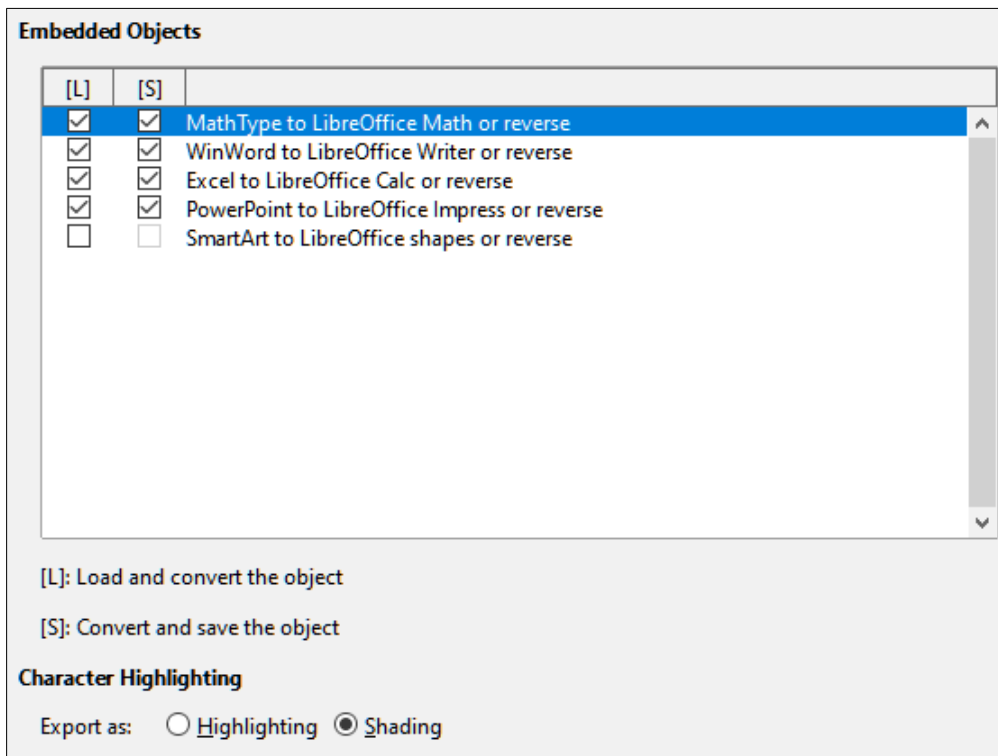 Embedded Objects
[L] [S]
MathType to LibreOffice Math or reverse
WinWord to LibreOffice Writer or reverse
Excel to LibreOffice Calc or reverse
PowerPoint to LibreOffice Impress or reverse
SmartArt to LibreOffice shapes or reverse
[L]: Load and convert the object
[S]: Convert and save the object
Character Highlighting
Export as: Highlighting Shading